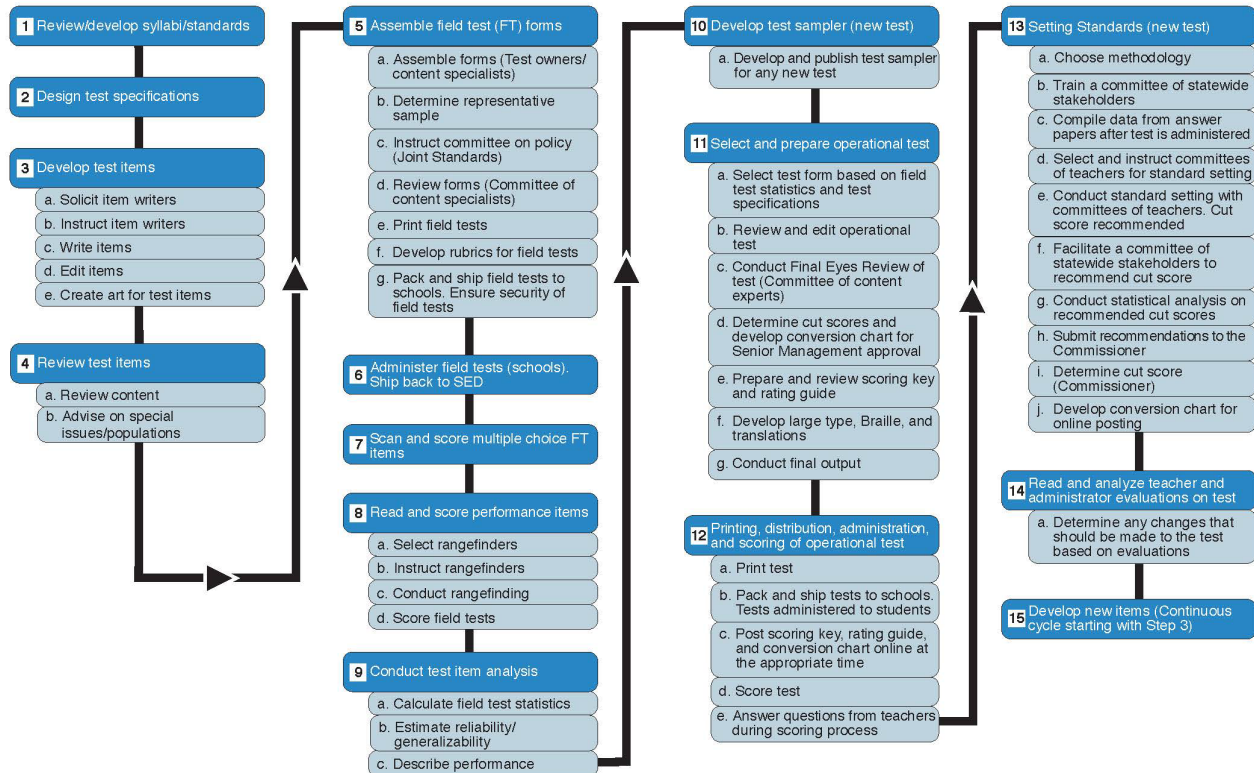 1 Review/develop syllabi/standards
2 Design test specifications
3 Develop test items
a. Solicit item writers
b. Instruct item writers
c. Write items
d. Edit items
e. Create art for test items
4 Review test items
a. Review content
b. Advise on special
issues/populations
5 Assemble field test (FT) forms
a. Assemble forms (Test owners/
content specialists)
b. Determine representative
sample
c. Instruct committee on policy
(Joint Standards)
d. Review forms (Committee of
content specialists)
e. Print field tests
f. Develop rubrics for field tests
g. Pack and ship field tests to
schools. Ensure security of
field tests
6 Administer field tests (schools).
Ship back to SED
7 Scan and score multiple choice FT
items
8 Read and score performance items
a. Select rangefinders
b. Instruct rangefinders
c. Conduct rangefinding
d. Score field tests
9 Conduct test item analysis
a. Calculate field test statistics
b. Estimate reliability/
generalizability
c. Describe performance
10 Develop test sampler (new test)
a. Develop and publish test sampler
for any new test
11 Select and prepare operational test
a. Select test form based on field
test statistics and test
specifications
b. Review and edit operational
test
c. Conduct Final Eyes Review of
test (Committee of content
experts)
d. Determine cut scores and
develop conversion chart for
Senior Management approval
e. Prepare and review scoring key
and rating guide
f. Develop large type, Braille, and
translations
g. Conduct final output
12 Printing, distribution, administration,
and scoring of operational test
a. Print test
b. Pack and ship tests to schools.
Tests administered to students
c. Post scoring key, rating guide,
and conversion chart online at
the appropriate time
d. Score test
e. Answer questions from teachers
during scoring process
13 Setting Standards (new test)
a. Choose methodology
b. Train a committee of statewide
stakeholders
c. Compile data from answer
papers after test is administered
d. Select and instruct committees
of teachers for standard setting
e. Conduct standard setting with
committees of teachers. Cut
score recommended
f. Facilitate a committee of
statewide stakeholders to
recommend cut score
g. Conduct statistical analysis on
recommended cut scores
h. Submit recommendations to the
Commissioner
i. Determine cut score
(Commissioner)
j. Develop conversion chart for
online posting
14 Read and analyze teacher and
administrator evaluations on test
a. Determine any changes that
should be made to the test
based on evaluations
15 Develop new items (Continuous
cycle starting with Step 3)